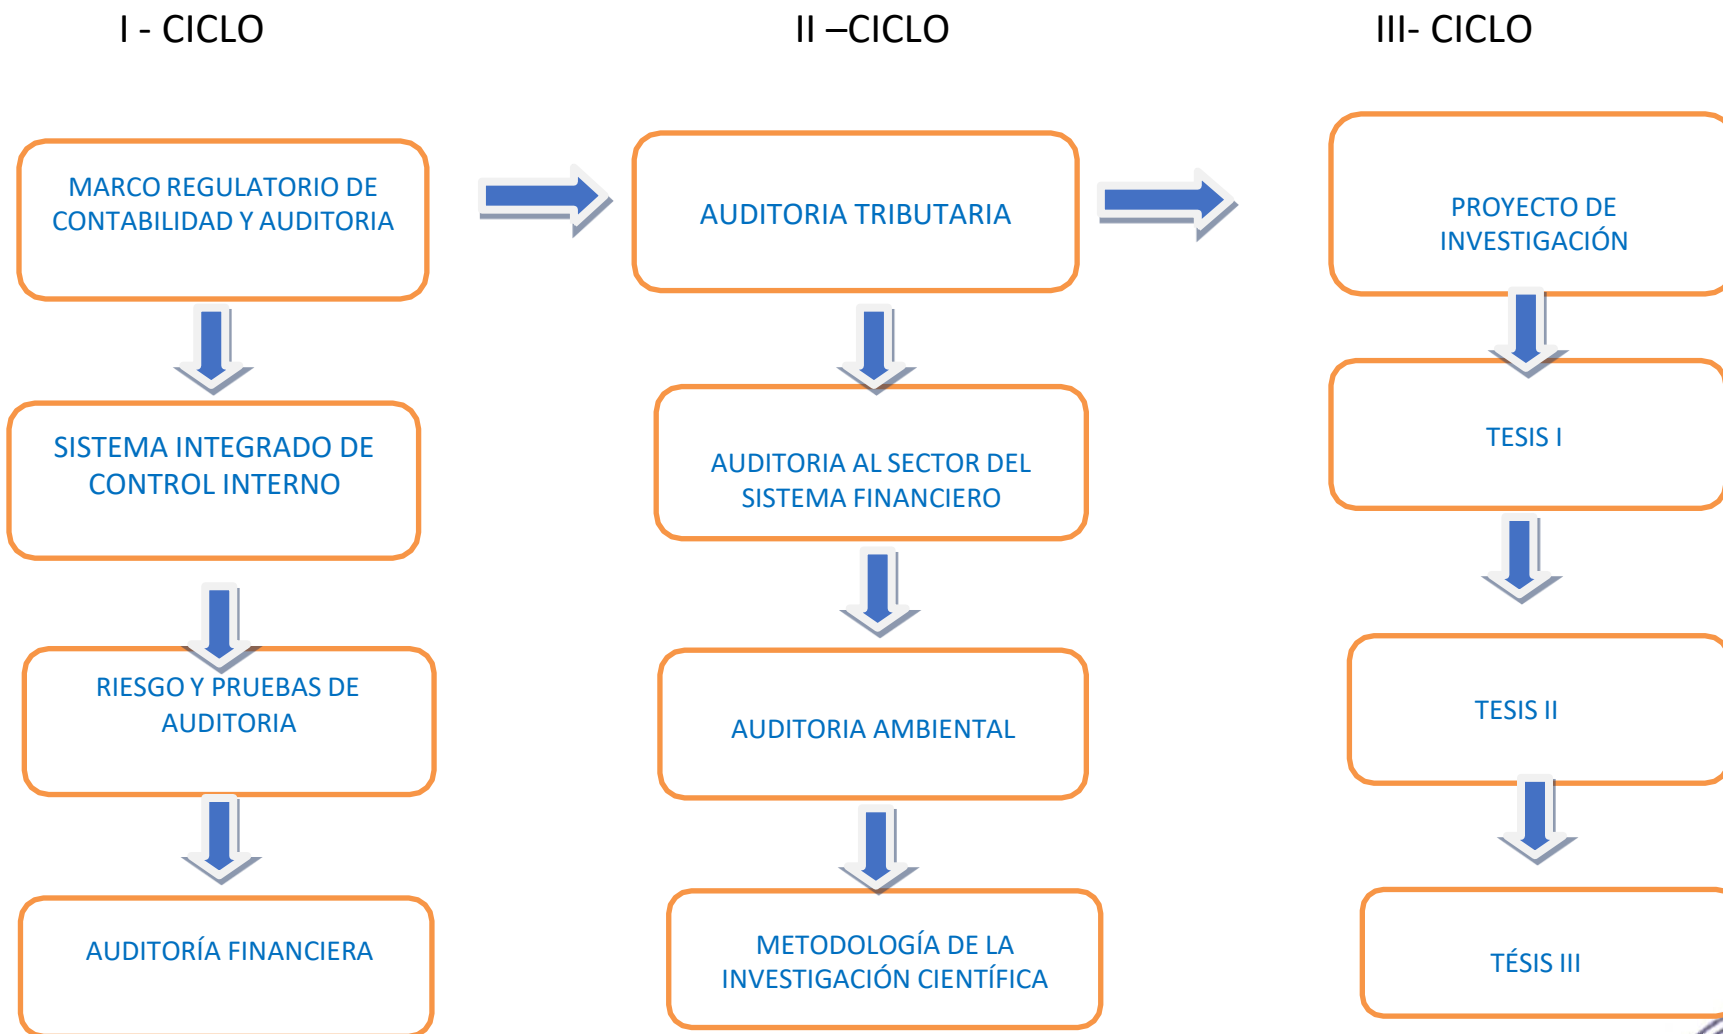 I - CICLO
II –CICLO
III- CICLO
MARCO REGULATORIO DE
CONTABILIDAD Y AUDITORIA
AUDITORIA TRIBUTARIA
PROYECTO DE
INVESTIGACIÓN
SISTEMA INTEGRADO DE
CONTROL INTERNO
AUDITORIA AL SECTOR DEL
SISTEMA FINANCIERO
TESIS I
RIESGO Y PRUEBAS DE
AUDITORIA
AUDITORIA AMBIENTAL
TESIS II
AUDITORÍA FINANCIERA
METODOLOGÍA DE LA
INVESTIGACIÓN CIENTÍFICA
TÉSIS III